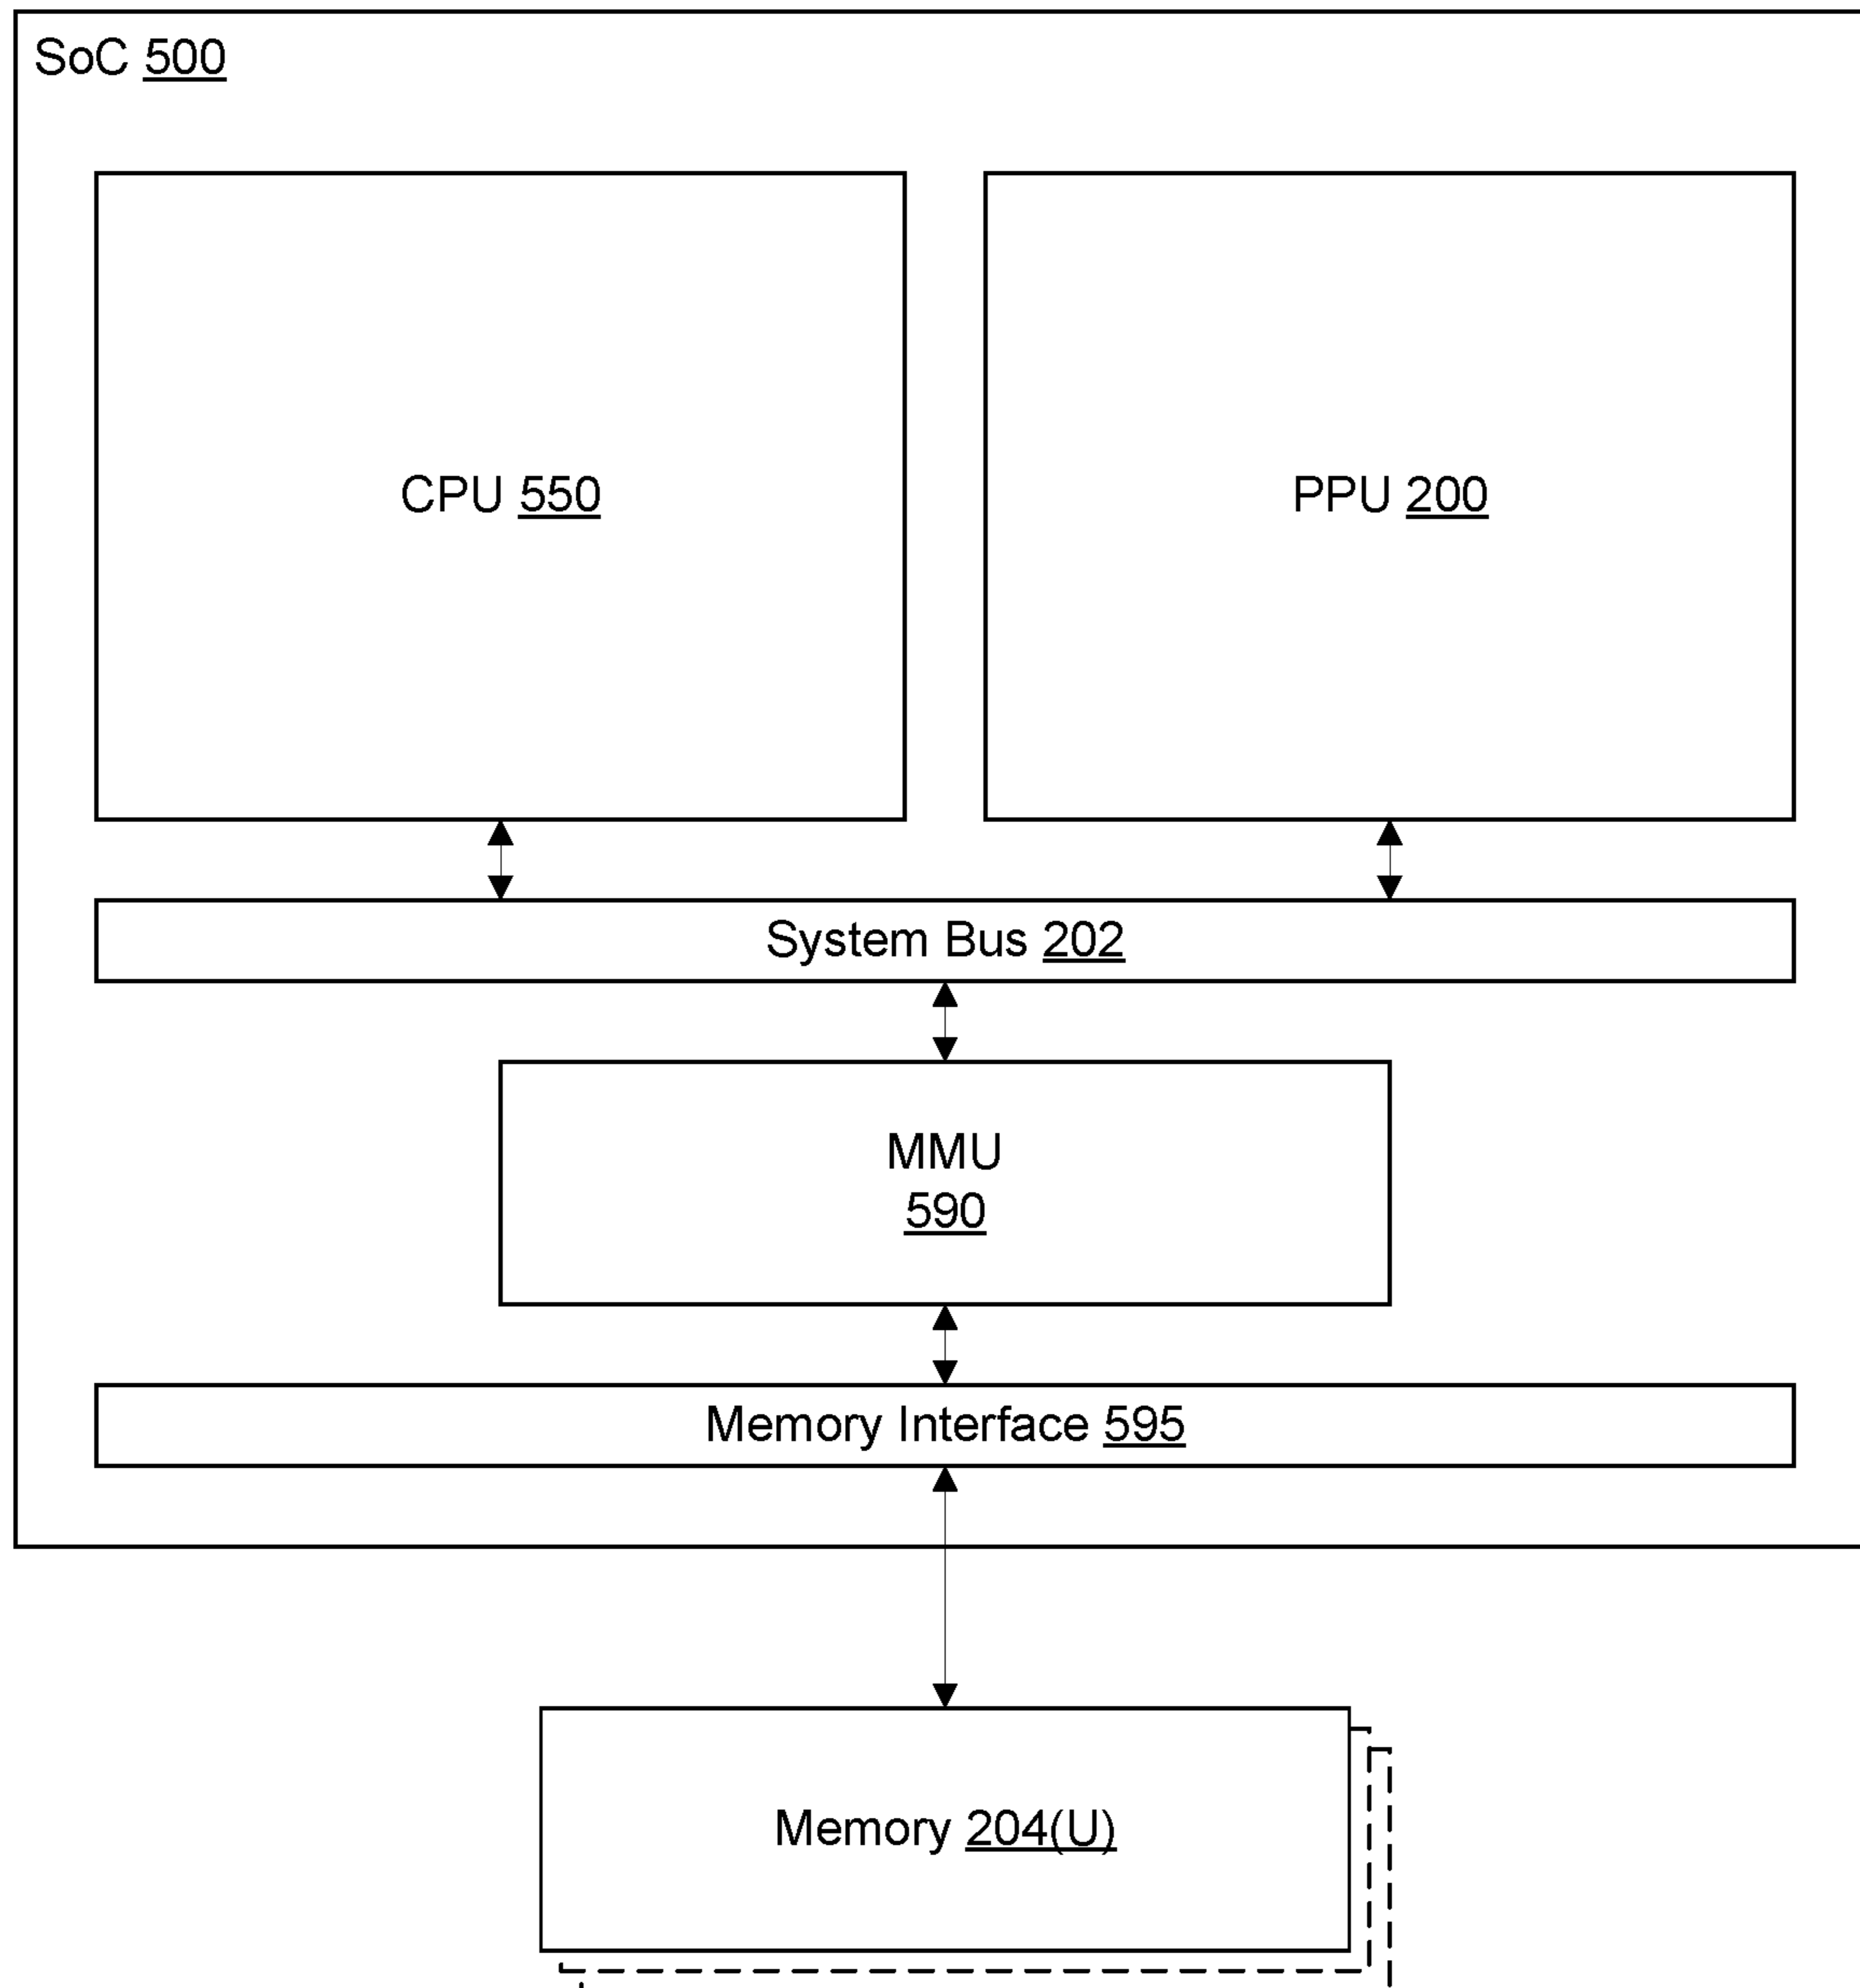 SoC 500
CPU 550
PPU 200
System Bus 202
MMU
590
Memory Interface 595
Memory 204(U)